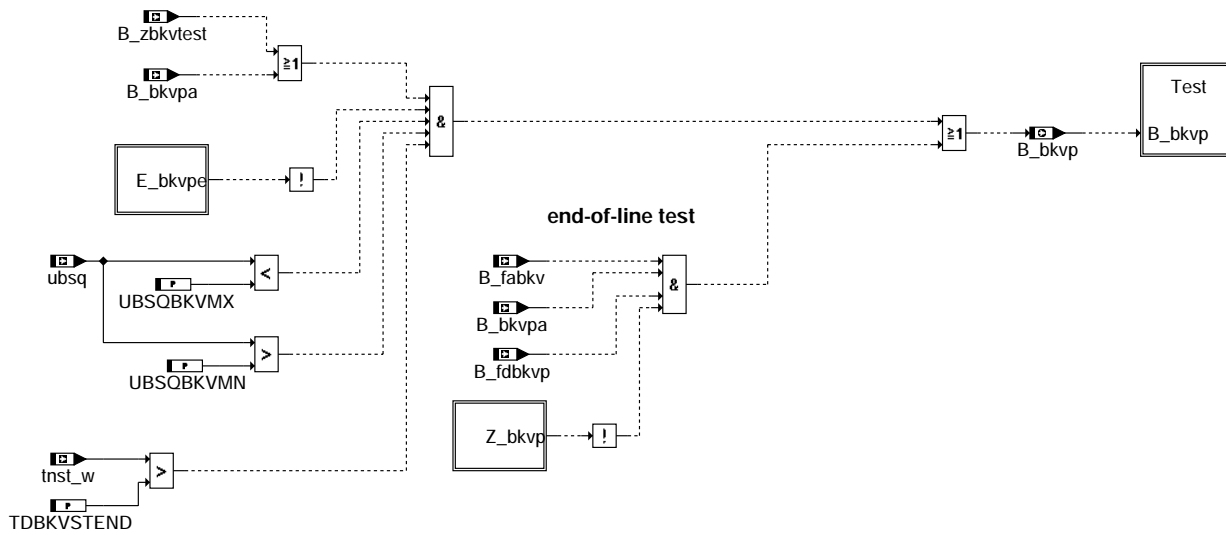 B_zbkvtest
≧1
B_bkvpa
&
E_bkvpe
!
ubsq
<
P
UBSQBKVMX
>
P
UBSQBKVMN
tnst_w
>
P
TDBKVSTEND
end-of-line test
B_fabkv
B_bkvpa
&
B_fdbkvp
Z_bkvp
!
≧1
B_bkvp
Test
B_bkvp